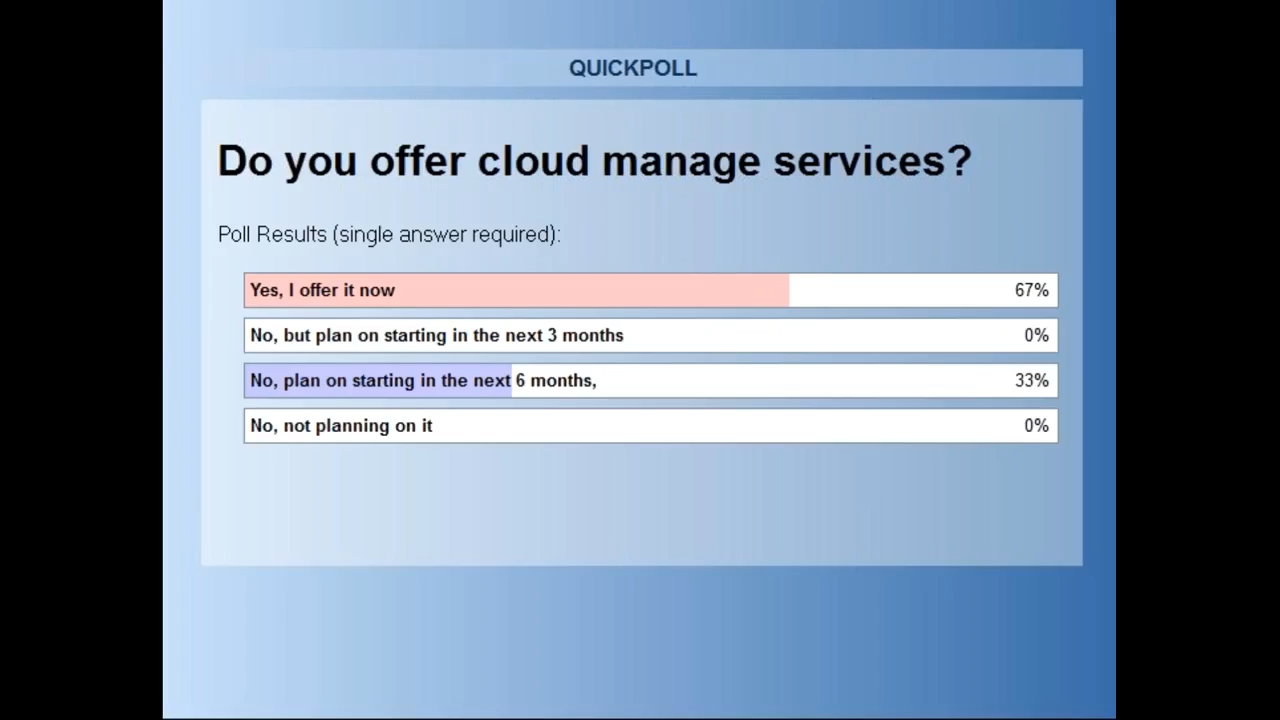 QUICKPOLL
Do you offer cloud manage services?
Poll Results (single answer required):
Yes, I offer it now 67%
No, but plan on starting in the next 3 months 0%
No, plan on starting in the next 6 months, 33%
No, not planning on it 0%